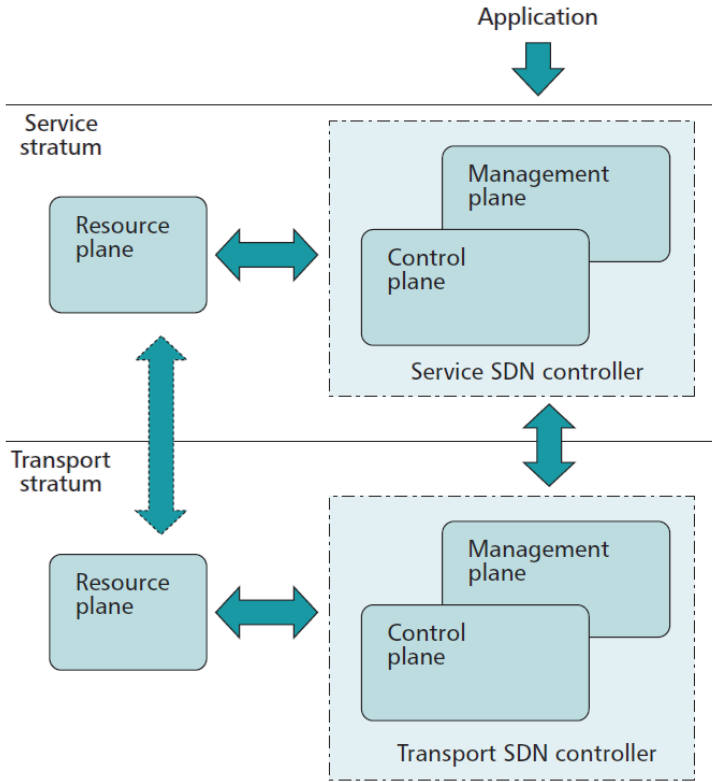 Application
Service
stratum
Management
plane
Resource
plane
Control
plane
Service SDN controller
Transport
stratum
Management
plane
Resource
plane
Control
plane
Transport SDN controller